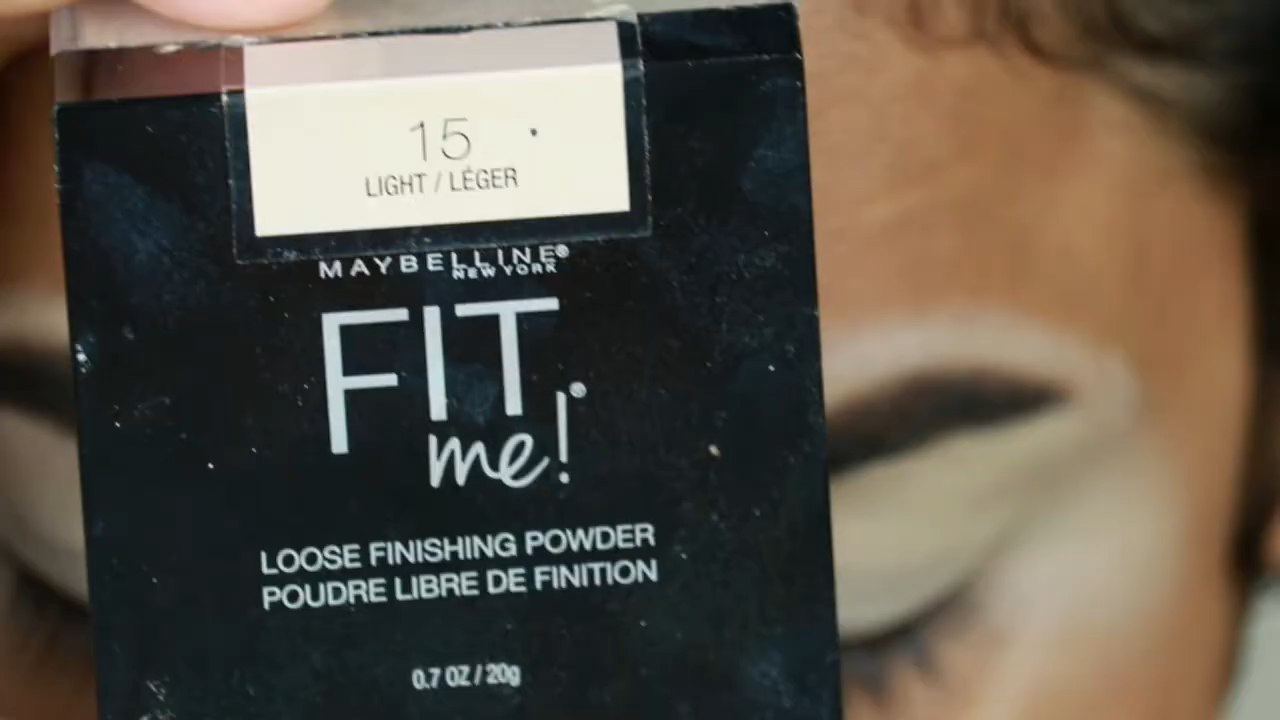 15
LIGHT / LÉGER
MAYBELLINE®
NEW YORK
FIT
me!®
LOOSE FINISHING POWDER
POUDRE LIBRE DE FINITION
0.7 OZ / 20g